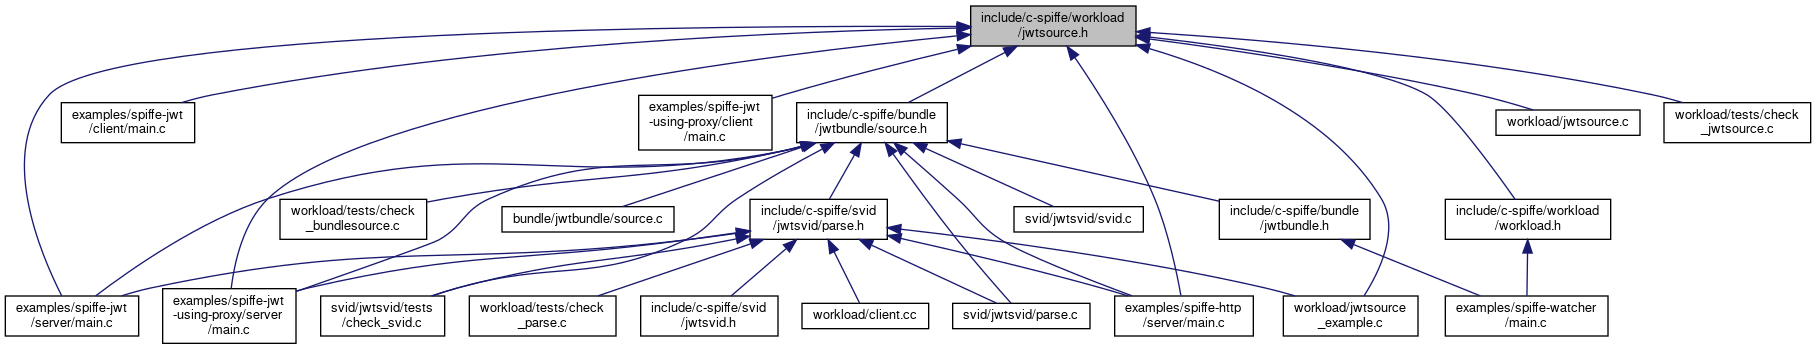 include/c-spiffe/workload
/jwtsource.h
examples/spiffe-jwt
/client/main.c
examples/spiffe-jwt
-using-proxy/client
/main.c
include/c-spiffe/bundle
/jwtbundle/source.h
workload/jwtsource.c
workload/tests/check
_jwtsource.c
workload/tests/check
_bundlesource.c
bundle/jwtbundle/source.c
include/c-spiffe/svid
/jwtsvid/parse.h
svid/jwtsvid/svid.c
include/c-spiffe/bundle
/jwtbundle.h
include/c-spiffe/workload
/workload.h
examples/spiffe-jwt
/server/main.c
examples/spiffe-jwt
-using-proxy/server
/main.c
svid/jwtsvid/tests
/check_svid.c
workload/tests/check
_parse.c
include/c-spiffe/svid
/jwtsvid.h
workload/client.cc
svid/jwtsvid/parse.c
examples/spiffe-http
/server/main.c
workload/jwtsource
_example.c
examples/spiffe-watcher
/main.c